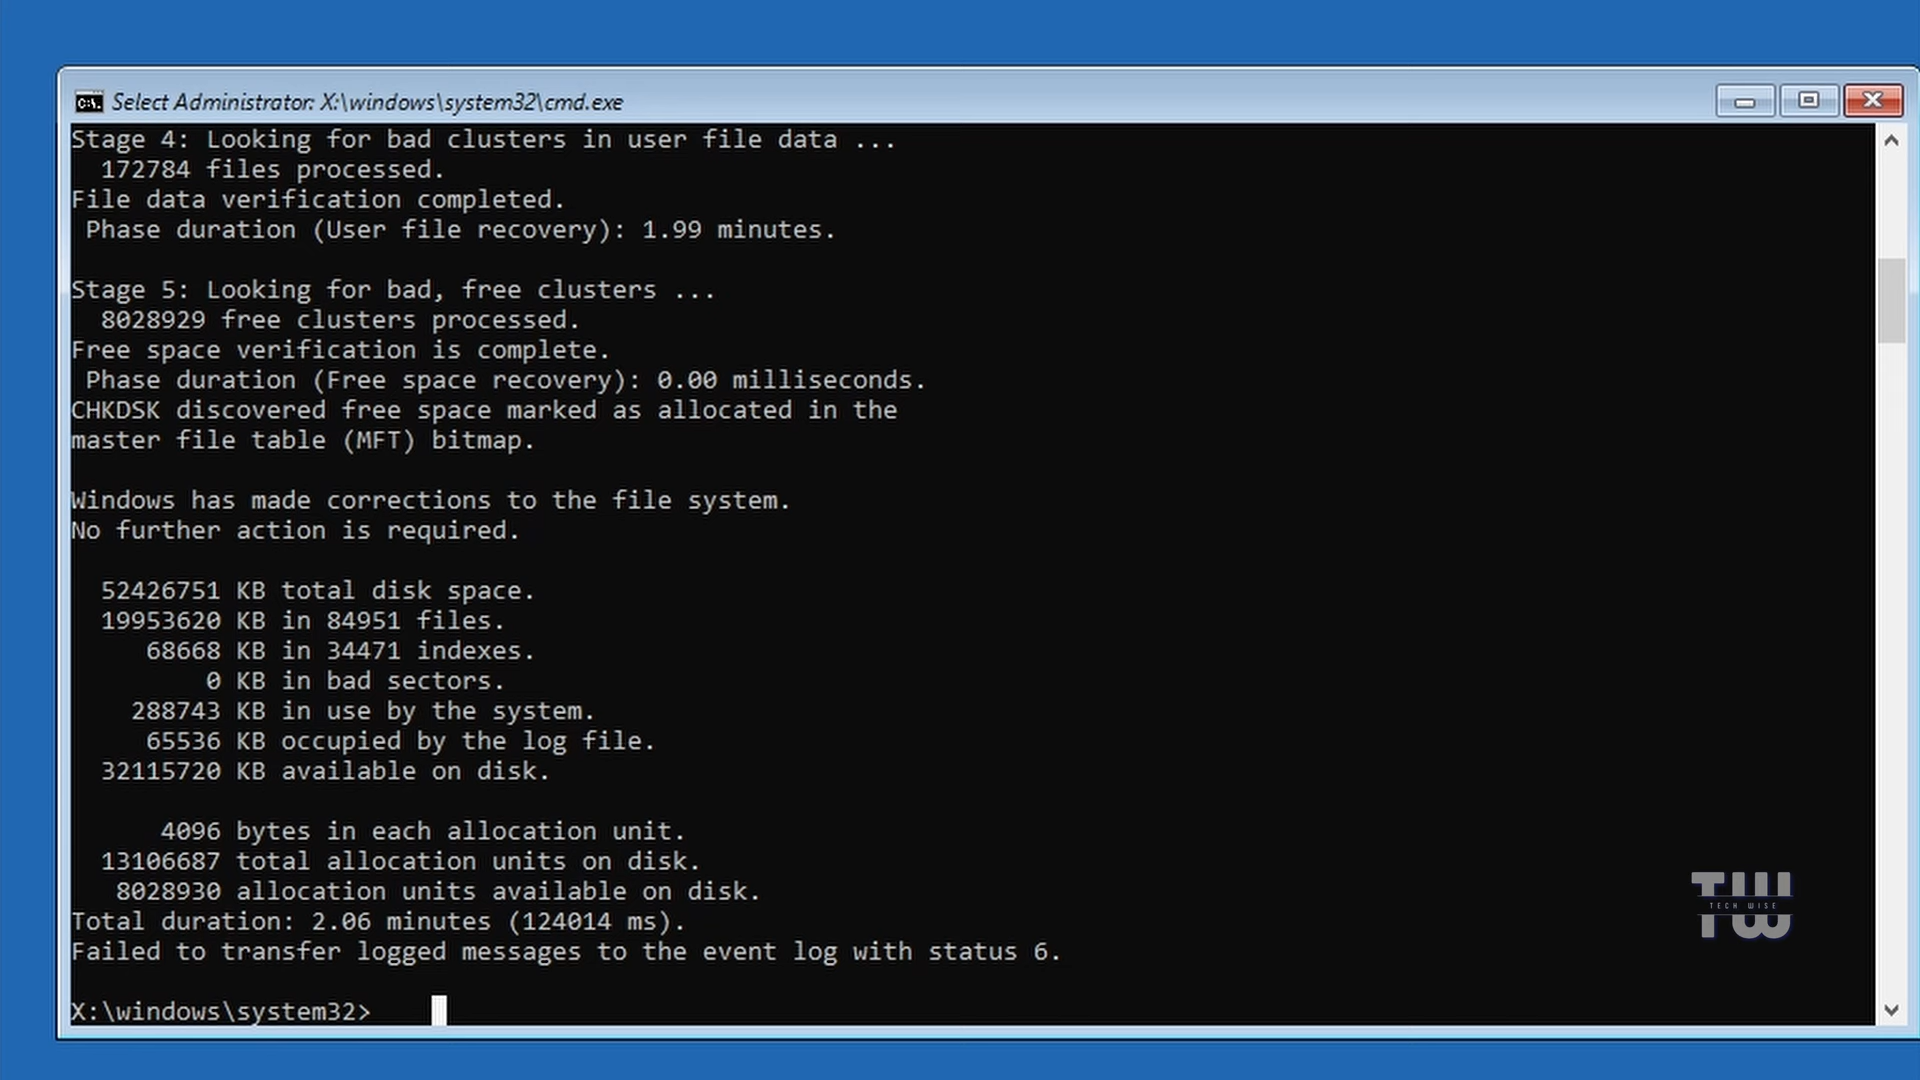 Select Administrator: X:\windows\system32\cmd.exe
Stage 4: Looking for bad clusters in user file data ...
172784 files processed.
File data verification completed.
Phase duration (User file recovery): 1.99 minutes.
Stage 5: Looking for bad, free clusters ...
8028929 free clusters processed.
Free space verification is complete.
Phase duration (Free space recovery): 0.00 milliseconds.
CHKDSK discovered free space marked as allocated in the
master file table (MFT) bitmap.
Windows has made corrections to the file system.
No further action is required.
52426751 KB total disk space.
19953620 KB in 84951 files.
68668 KB in 34471 indexes.
0 KB in bad sectors.
288743 KB in use by the system.
65536 KB occupied by the log file.
32115720 KB available on disk.
4096 bytes in each allocation unit.
13106687 total allocation units on disk.
8028930 allocation units available on disk.
Total duration: 2.06 minutes (124014 ms).
Failed to transfer logged messages to the event log with status 6.
X:\windows\system32>
TW
TECH WISE